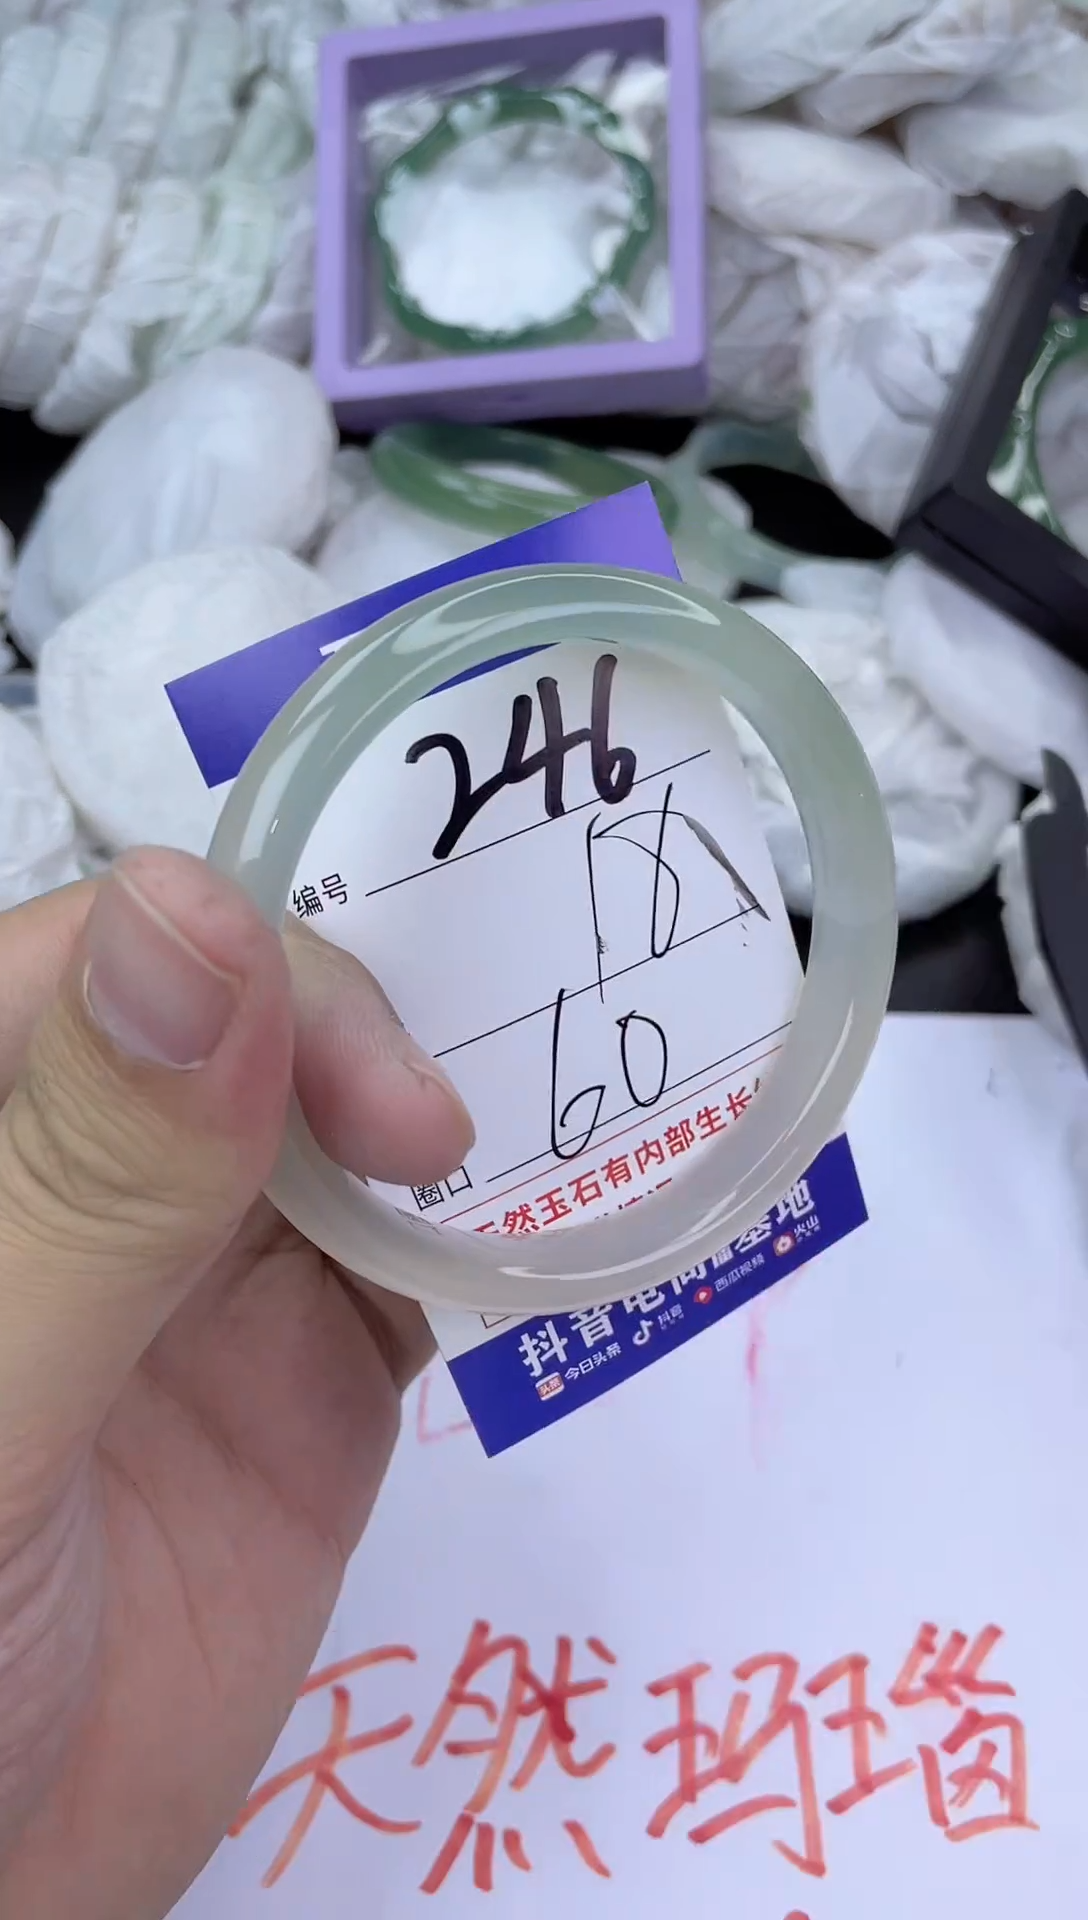 246
编号
18
60
圈口
天然玉石有内部生长
抖音电商直播基地
头条 今日头条 抖音 西瓜视频 火山
天然玛瑙